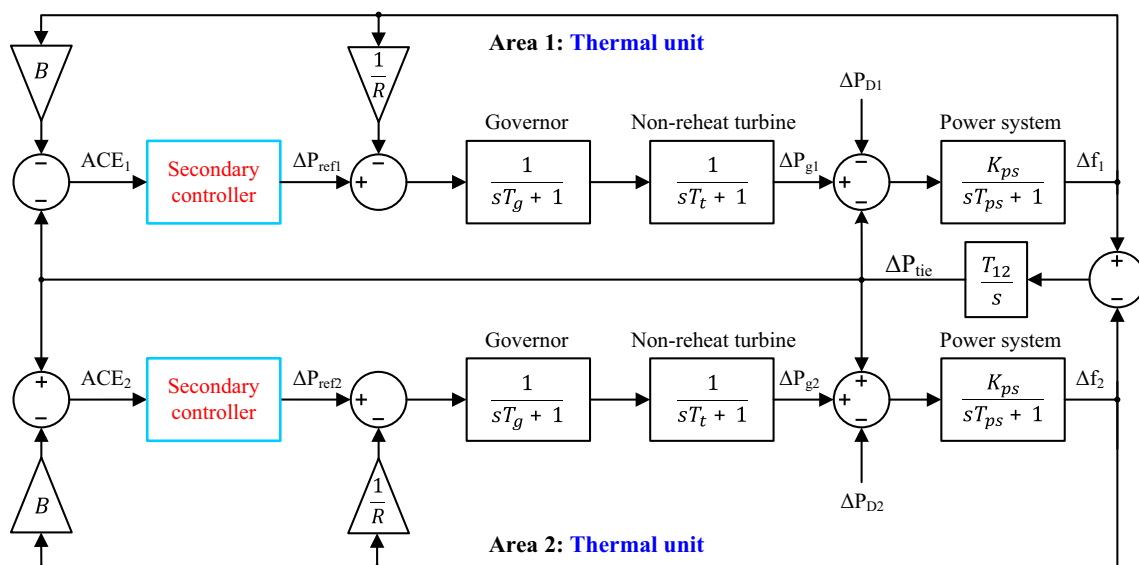 Area 1: Thermal unit
B
1
R
ΔP_D1
Governor
Non-reheat turbine
Power system
−
−
ACE_1
Secondary
controller
ΔP_ref1
−
+
1
sT_g + 1
1
sT_t + 1
ΔP_g1
−
+
−
K_ps
sT_ps + 1
Δf_1
ΔP_tie
T_12
s
+
−
Governor
Non-reheat turbine
Power system
+
−
ACE_2
Secondary
controller
ΔP_ref2
+
−
1
sT_g + 1
1
sT_t + 1
ΔP_g2
+
+
−
K_ps
sT_ps + 1
Δf_2
B
1
R
ΔP_D2
Area 2: Thermal unit